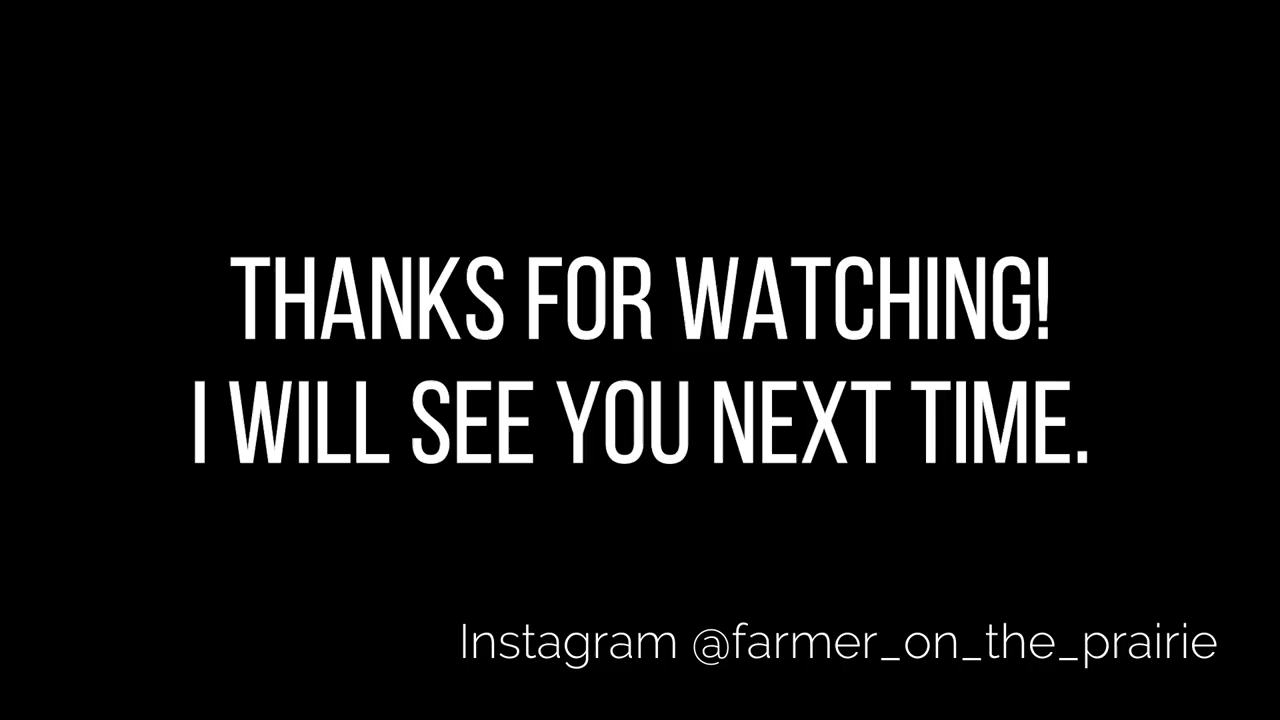 THANKS FOR WATCHING!
I WILL SEE YOU NEXT TIME.
Instagram @farmer_on_the_prairie